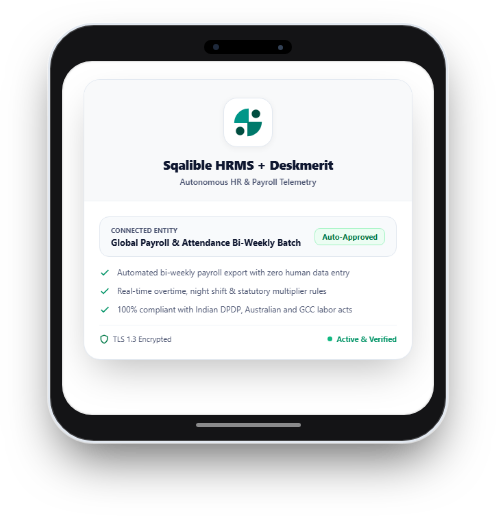 Sqalible HRMS + Deskmerit
Autonomous HR & Payroll Telemetry
CONNECTED ENTITY
Global Payroll & Attendance Bi-Weekly Batch
Auto-Approved
Automated bi-weekly payroll export with zero human data entry
Real-time overtime, night shift & statutory multiplier rules
100% compliant with Indian DPDP, Australian and GCC labor acts
TLS 1.3 Encrypted
Active & Verified